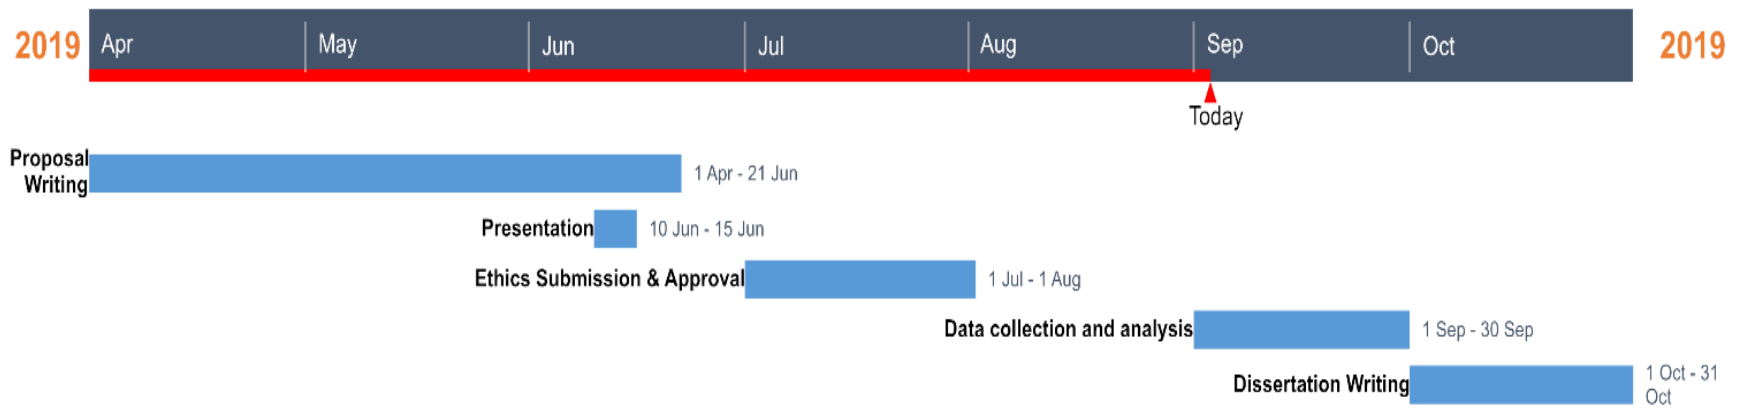 2019 Apr May Jun Jul Aug Sep Oct 2019
Today
Proposal
Writing
1 Apr - 21 Jun
Presentation 10 Jun - 15 Jun
Ethics Submission & Approval 1 Jul - 1 Aug
Data collection and analysis 1 Sep - 30 Sep
Dissertation Writing 1 Oct - 31
Oct